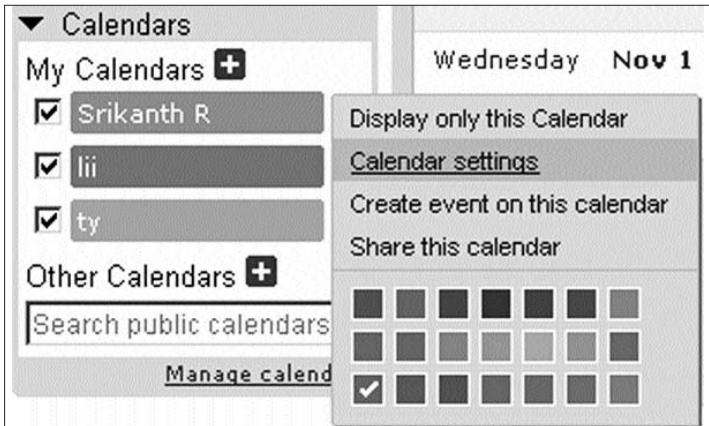 Calendars
My Calendars
Srikanth R
lii
ty
Other Calendars
Search public calendars
Manage calend
Wednesday Nov 1
Display only this Calendar
Calendar settings
Create event on this calendar
Share this calendar